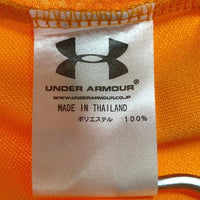 UNDER ARMOUR
WWW.UNDERARMOUR.CO.JP
MADE IN THAILAND
ポリエステル 100%